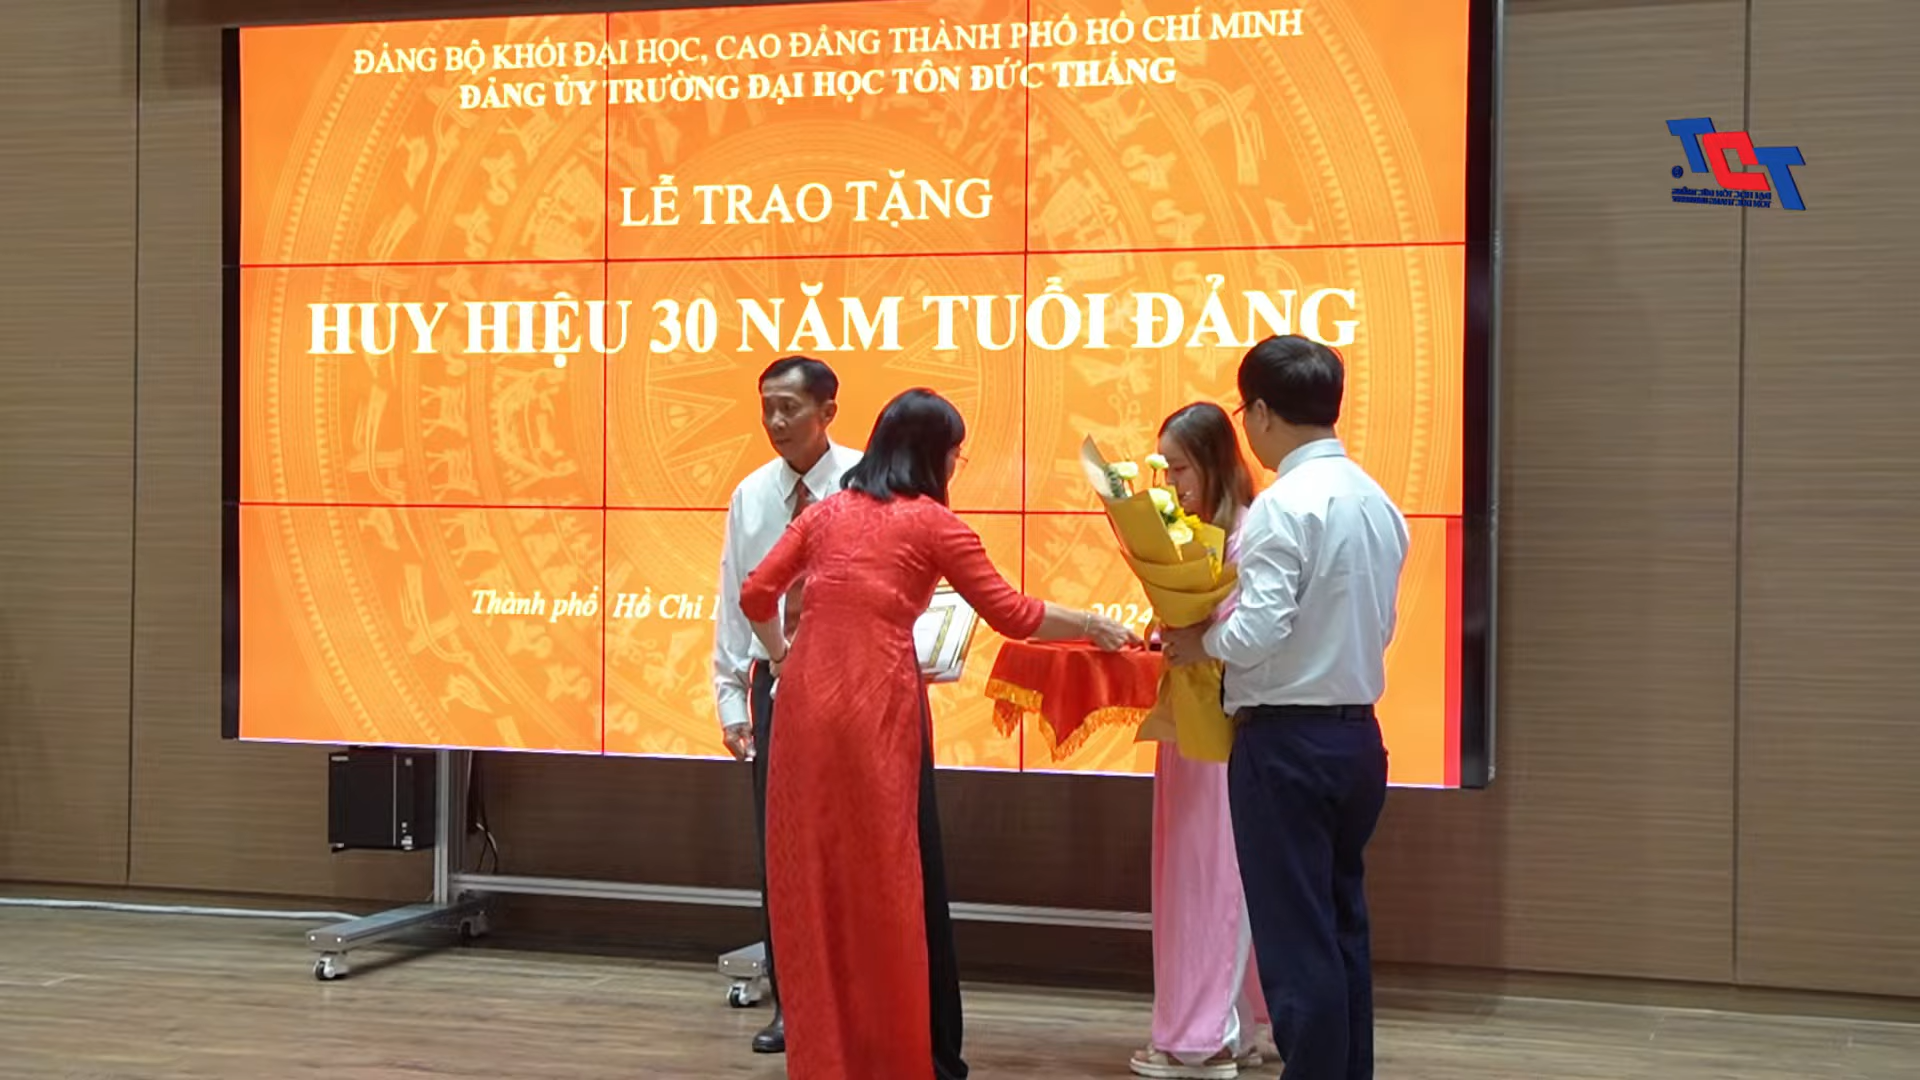 ĐẢNG BỘ KHỐI ĐẠI HỌC, CAO ĐẲNG THÀNH PHỐ HỒ CHÍ MINH
ĐẢNG ỦY TRƯỜNG ĐẠI HỌC TÔN ĐỨC THẮNG
LỄ TRAO TẶNG
HUY HIỆU 30 NĂM TUỔI ĐẢNG
Thành phố Hồ Chí 2024